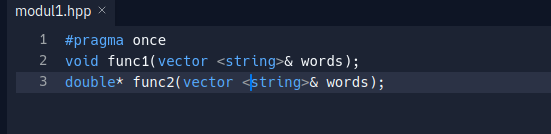 modul1.hpp ×
1 #pragma once
2 void func1(vector <string>& words);
3 double* func2(vector <string>& words);